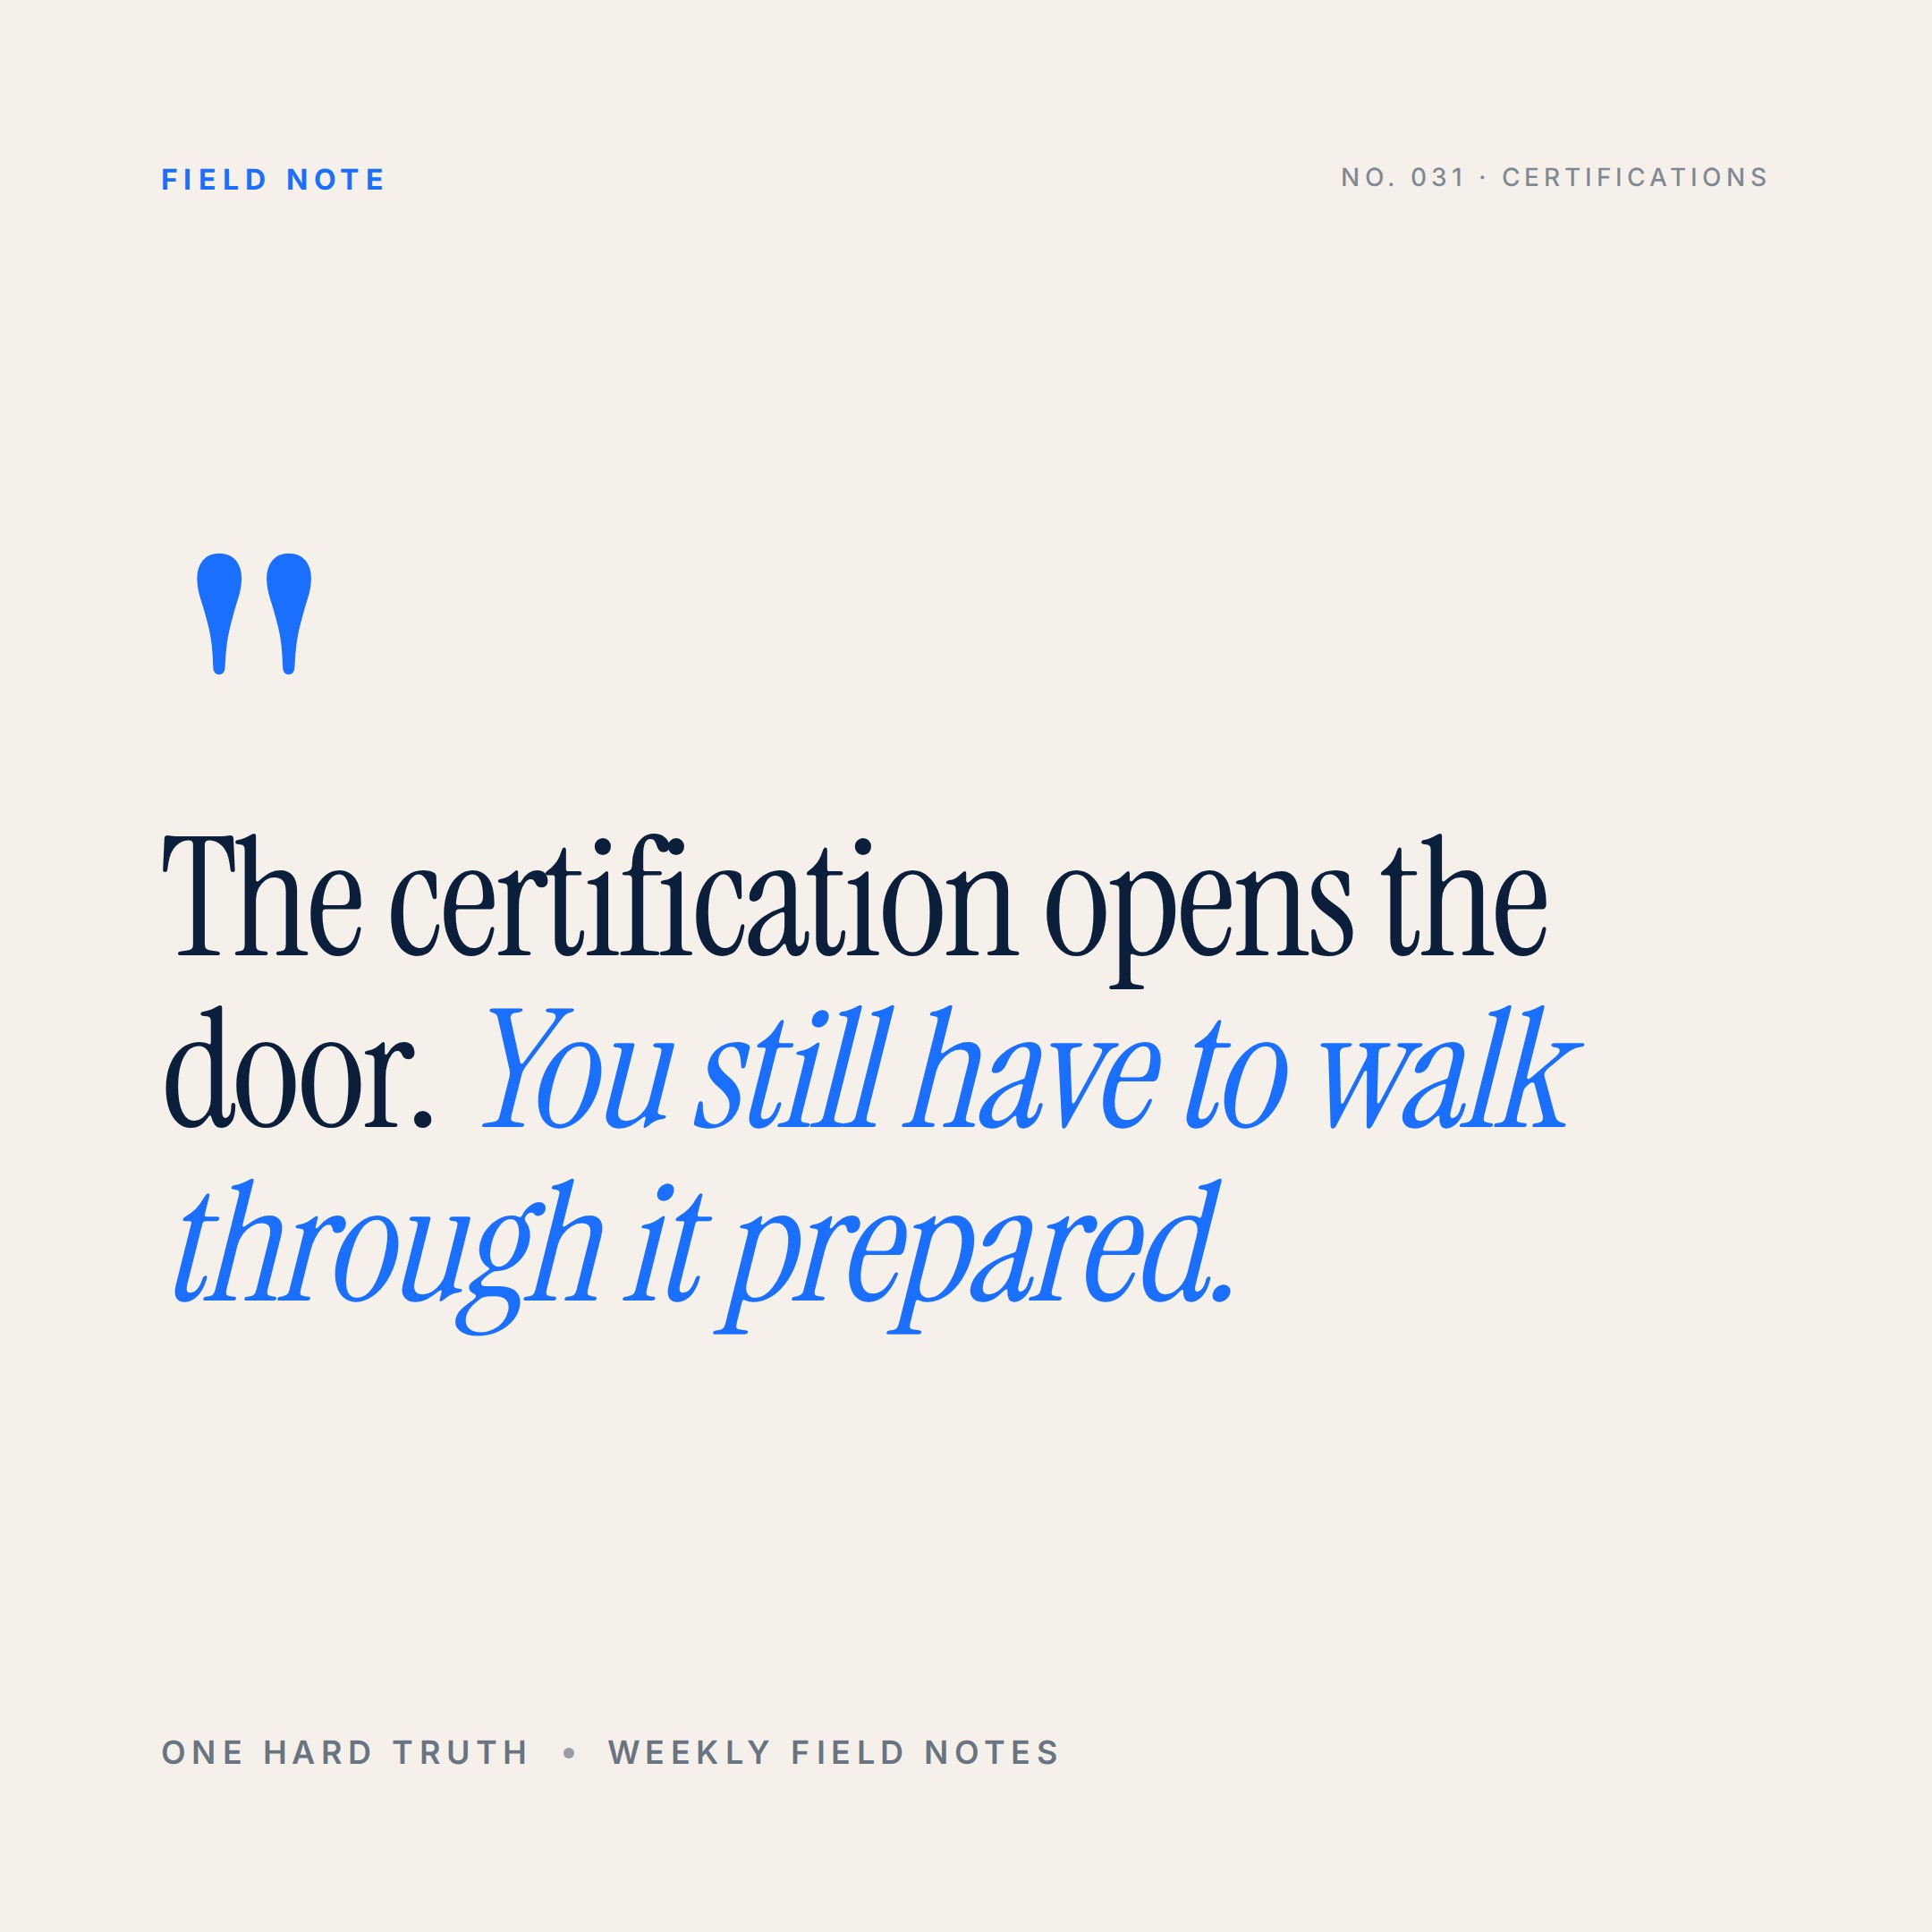 FIELD NOTE
NO. 031 · CERTIFICATIONS
"
The certification opens the
door. You still have to walk
through it prepared.
ONE HARD TRUTH • WEEKLY FIELD NOTES